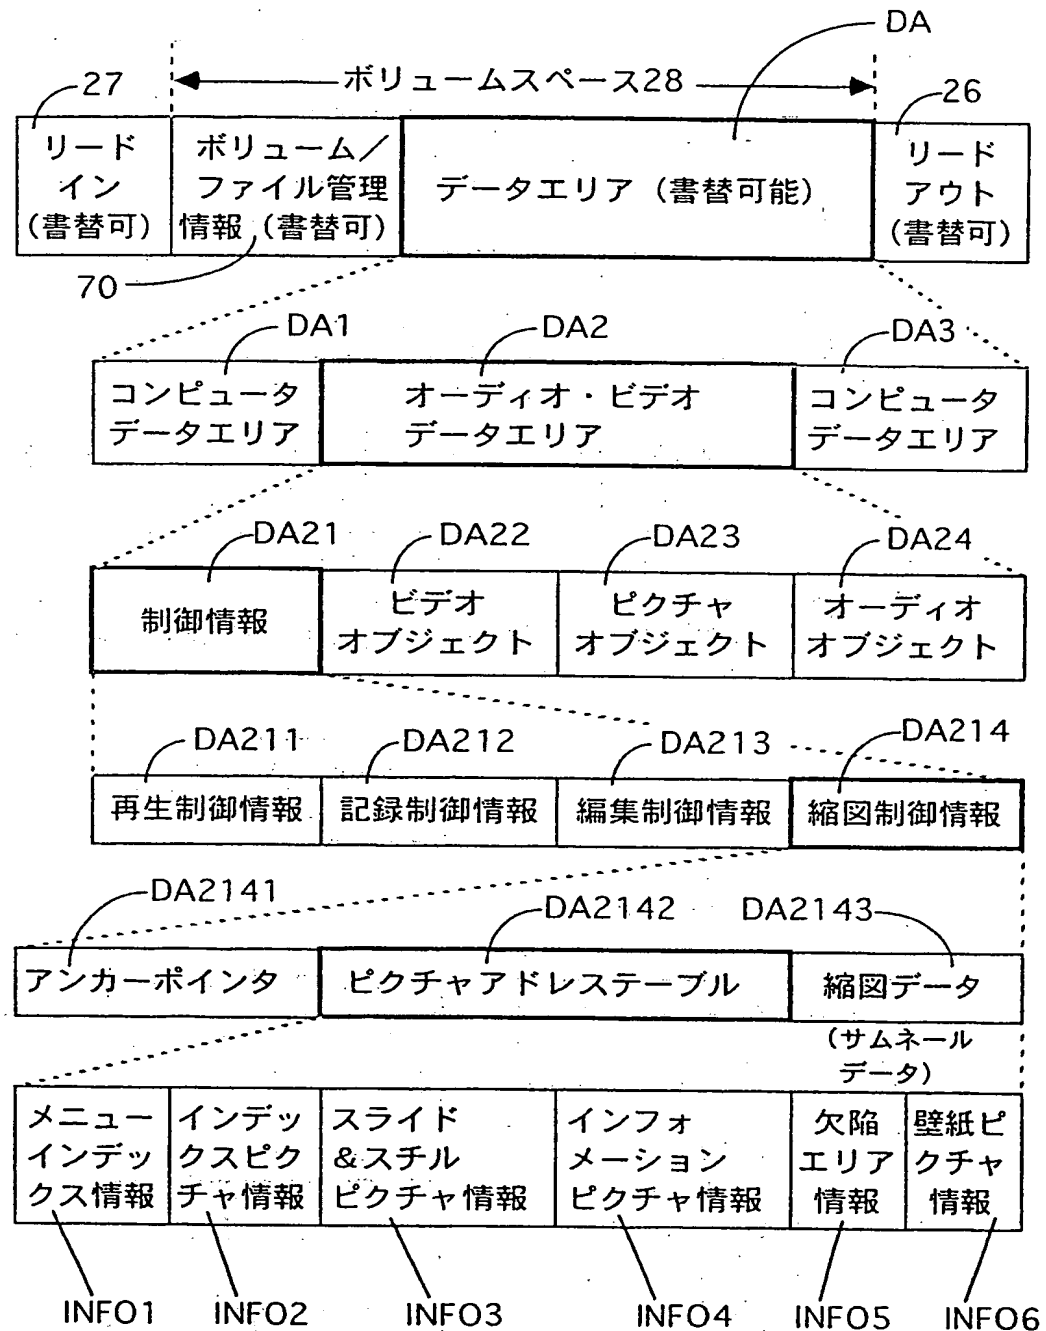 DA
27
ボリュームスペース28
26
リード
イン
(書替可)
ボリューム／
ファイル管理
情報（書替可）
データエリア（書替可能）
リード
アウト
(書替可)
70
DA1
DA2
DA3
コンピュータ
データエリア
オーディオ・ビデオ
データエリア
コンピュータ
データエリア
DA21
DA22
DA23
DA24
制御情報
ビデオ
オブジェクト
ピクチャ
オブジェクト
オーディオ
オブジェクト
DA211
DA212
DA213
DA214
再生制御情報
記録制御情報
編集制御情報
縮図制御情報
DA2141
DA2142
DA2143
アンカーポインタ
ピクチャアドレステーブル
縮図データ
(サムネール
データ)
メニュー
インデッ
クス情報
インデッ
クスピク
チャ情報
スライド
&スチル
ピクチャ情報
インフォ
メーション
ピクチャ情報
欠陥
エリア
情報
壁紙ピ
クチャ
情報
INFO1
INFO2
INFO3
INFO4
INFO5
INFO6